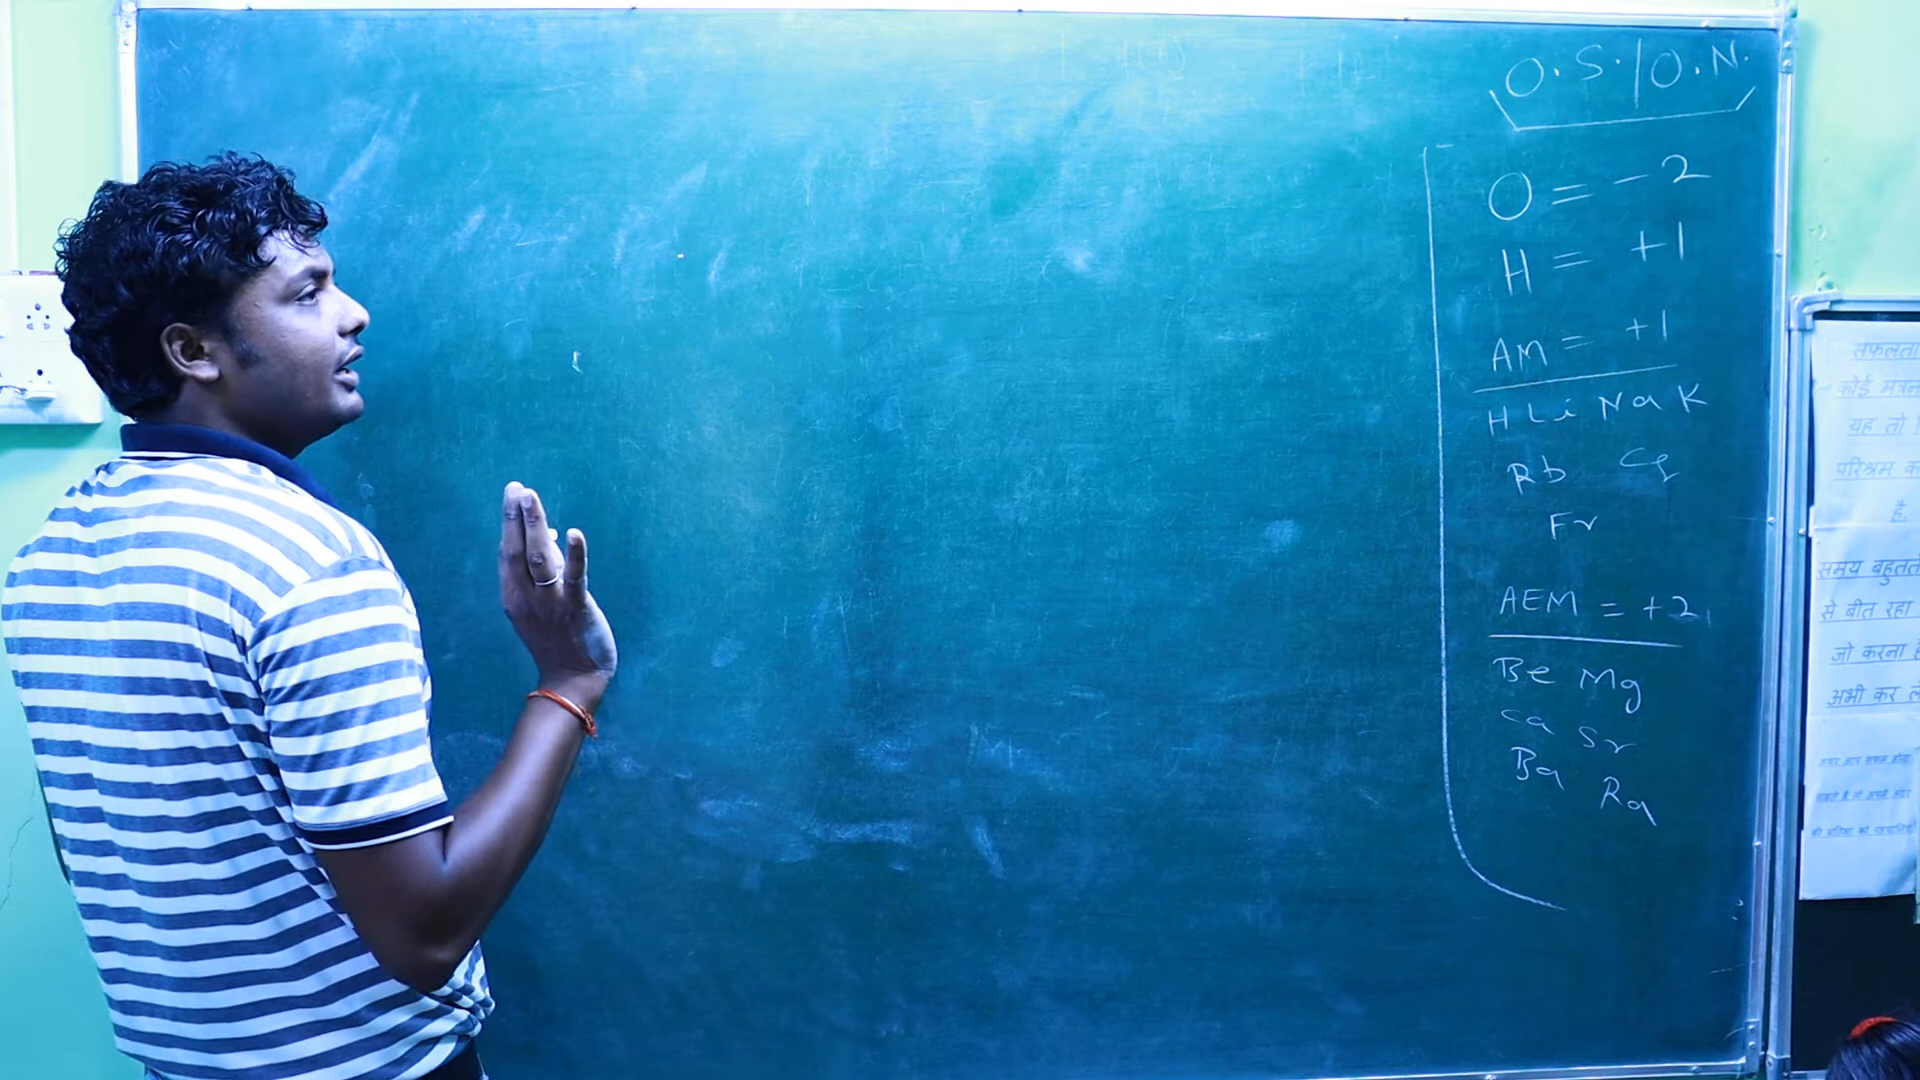 O.S. / O.N.
O = -2
H = +1
AM = +1
H Li Na K
Rb Cs
Fr
AEM = +2
Be Mg
Ca Sr
Ba Ra
सफलता
कोई मंत्र
यह तो
परिश्रम क
है
समय बहुत
से बीत रहा
जो करना
अभी कर